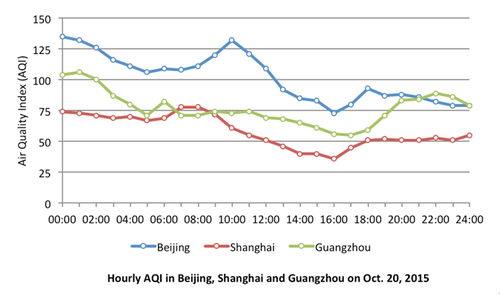 150
125
100
75
50
25
0
Air Quality Index (AQI)
00:00 02:00 04:00 06:00 08:00 10:00 12:00 14:00 16:00 18:00 20:00 22:00 24:00
Beijing Shanghai Guangzhou
Hourly AQI in Beijing, Shanghai and Guangzhou on Oct. 20, 2015